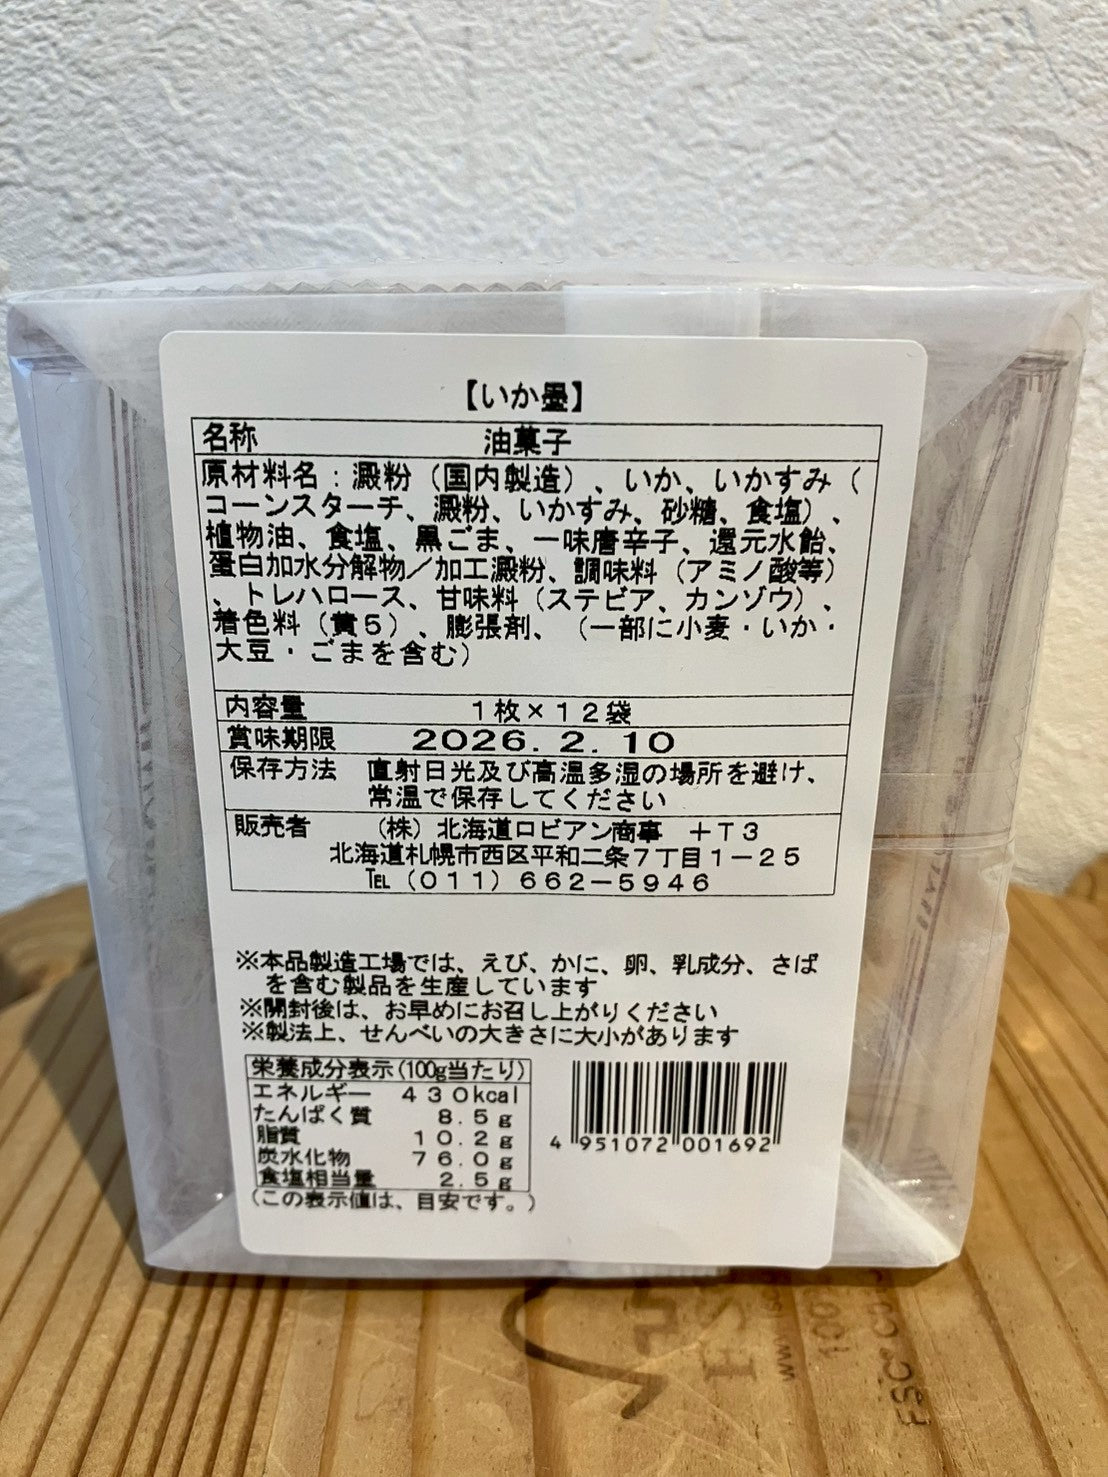 【いか墨】
名称 油菓子
原材料名：澱粉（国内製造）、いか、いかすみ（
コーンスターチ、澱粉、いかすみ、砂糖、食塩）、
植物油、食塩、黒ごま、一味唐辛子、還元水飴、
蛋白加水分解物／加工澱粉、調味料（アミノ酸等）
、トレハロース、甘味料（ステビア、カンゾウ）、
着色料（黄５）、膨張剤、（一部に小麦・いか・
大豆・ごまを含む）
内容量 １枚×１２袋
賞味期限 2026.2.10
保存方法 直射日光及び高温多湿の場所を避け、
常温で保存してください
販売者 （株）北海道ロビアン商事 ＋Ｔ３
北海道札幌市西区平和二条７丁目１－２５
℡（０１１）６６２－５９４６
※本品製造工場では、えび、かに、卵、乳成分、さば
を含む製品を生産しています
※開封後は、お早めにお召し上がりください
※製法上、せんべいの大きさに大小があります
栄養成分表示(100g当たり)
エネルギー ４３０kcal
たんぱく質 ８.５g
脂質 １０.２g
炭水化物 ７６.０g
食塩相当量 ２.５g
（この表示値は、目安です。）
4 951072 001692